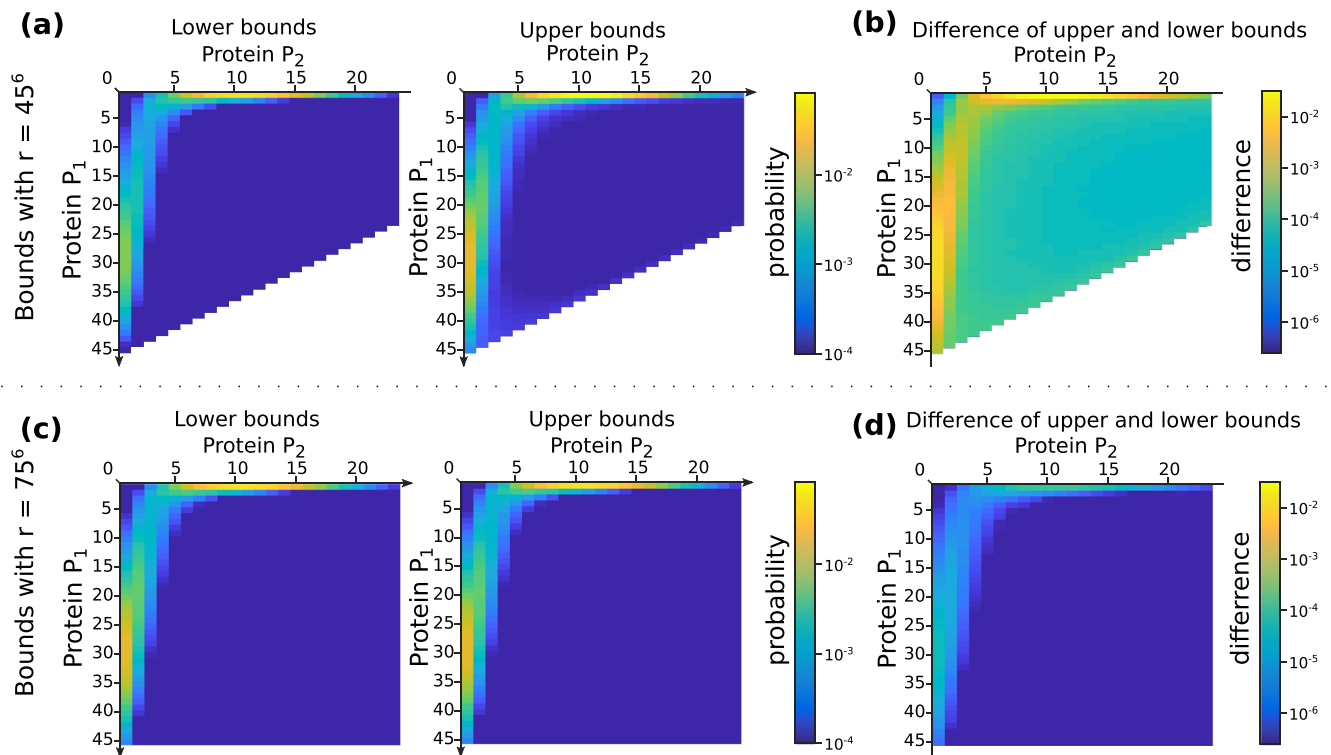 (a)
Lower bounds
Protein P2
0 5 10 15 20
Bounds with r = 45^6
Protein P1
5
10
15
20
25
30
35
40
45
Upper bounds
Protein P2
0 5 10 15 20
Protein P1
5
10
15
20
25
30
35
40
45
probability
10^-2
10^-3
10^-4
(b)
Difference of upper and lower bounds
Protein P2
0 5 10 15 20
Protein P1
5
10
15
20
25
30
35
40
45
differrence
10^-2
10^-3
10^-4
10^-5
10^-6
(c)
Lower bounds
Protein P2
0 5 10 15 20
Bounds with r = 75^6
Protein P1
5
10
15
20
25
30
35
40
45
Upper bounds
Protein P2
0 5 10 15 20
Protein P1
5
10
15
20
25
30
35
40
45
probability
10^-2
10^-3
10^-4
(d)
Difference of upper and lower bounds
Protein P2
0 5 10 15 20
Protein P1
5
10
15
20
25
30
35
40
45
differrence
10^-2
10^-3
10^-4
10^-5
10^-6